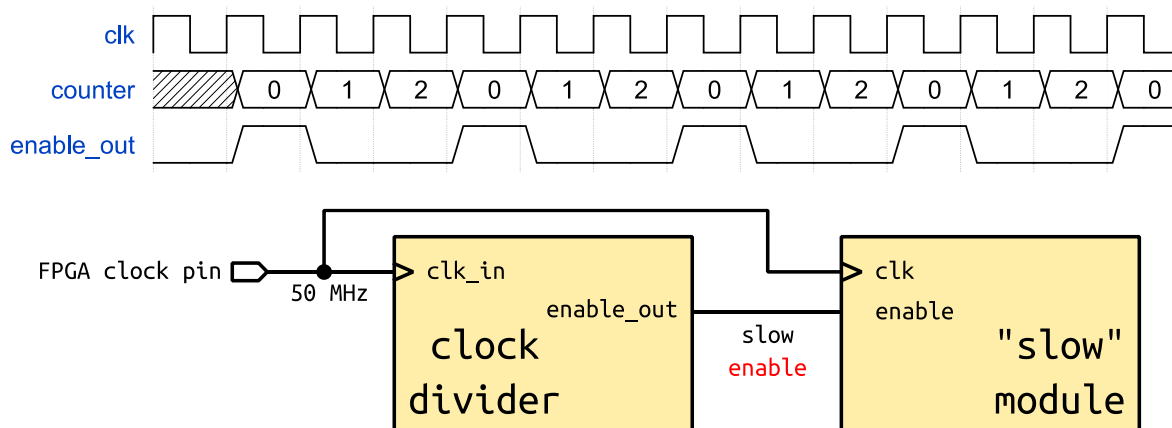 clk
counter 0 1 2 0 1 2 0 1 2 0 1 2 0
enable_out
FPGA clock pin
50 MHz
clk_in
enable_out
clock
divider
slow
enable
clk
enable
"slow"
module